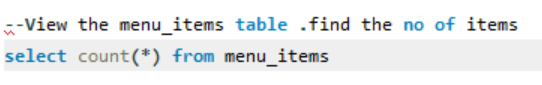 --View the menu_items table .find the no of items
select count(*) from menu_items